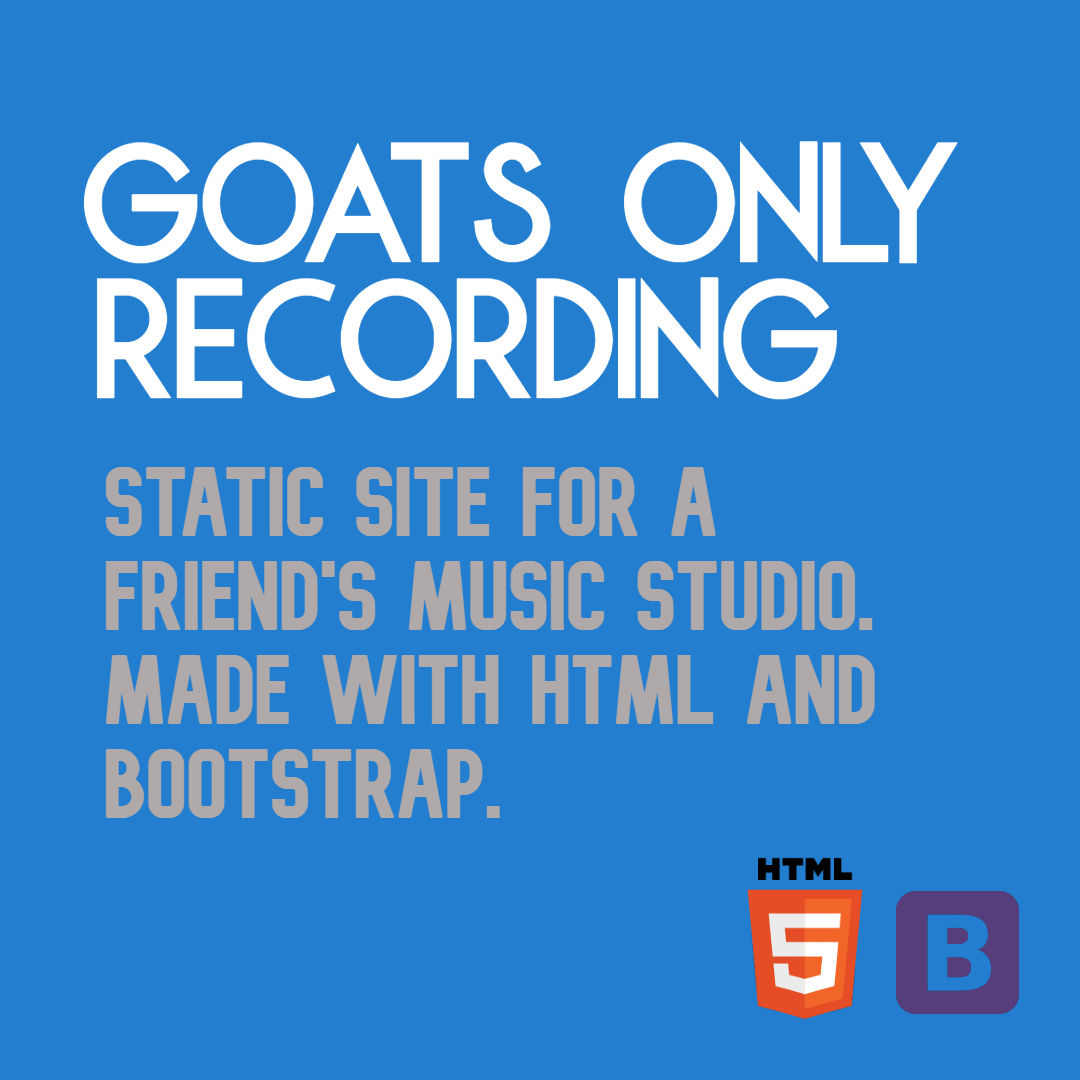 GOATS ONLY
RECORDING
STATIC SITE FOR A
FRIEND'S MUSIC STUDIO.
MADE WITH HTML AND
BOOTSTRAP.
HTML
5
B